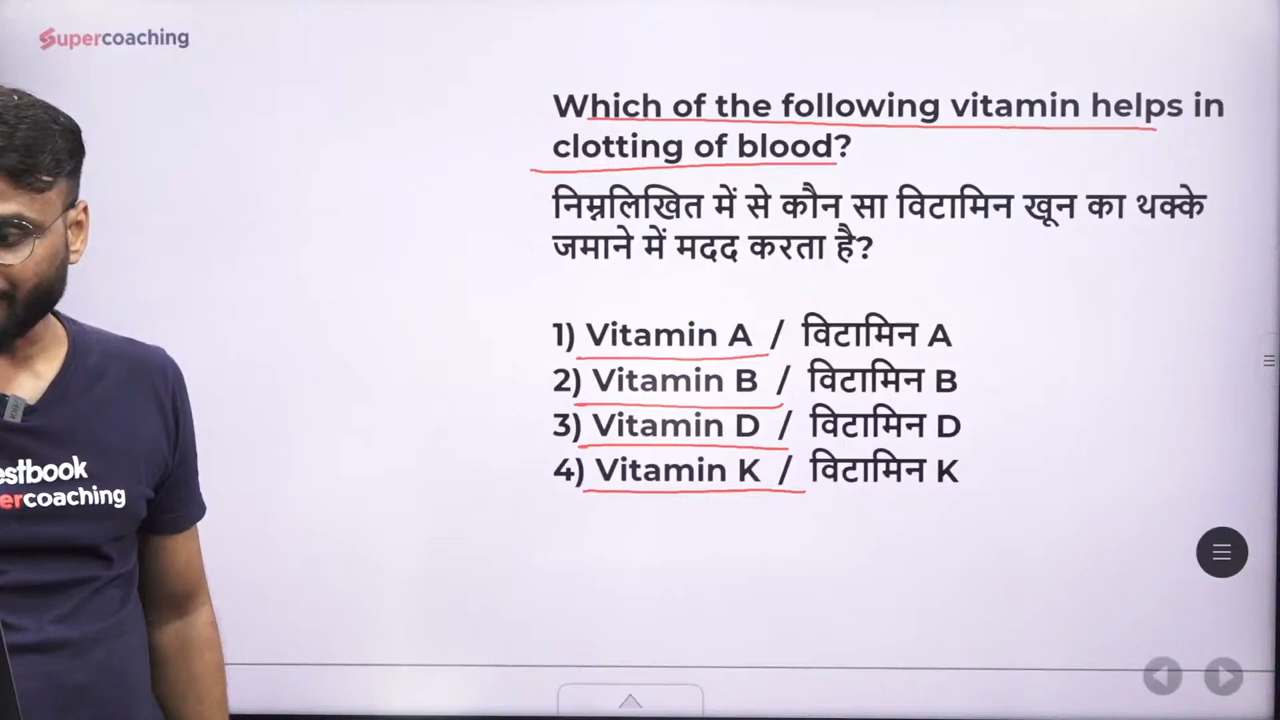 Supercoaching
Which of the following vitamin helps in
clotting of blood?
निम्नलिखित में से कौन सा विटामिन खून का थक्के
जमाने में मदद करता है?
1) Vitamin A / विटामिन A
2) Vitamin B / विटामिन B
3) Vitamin D / विटामिन D
4) Vitamin K / विटामिन K
estbook
ercoaching